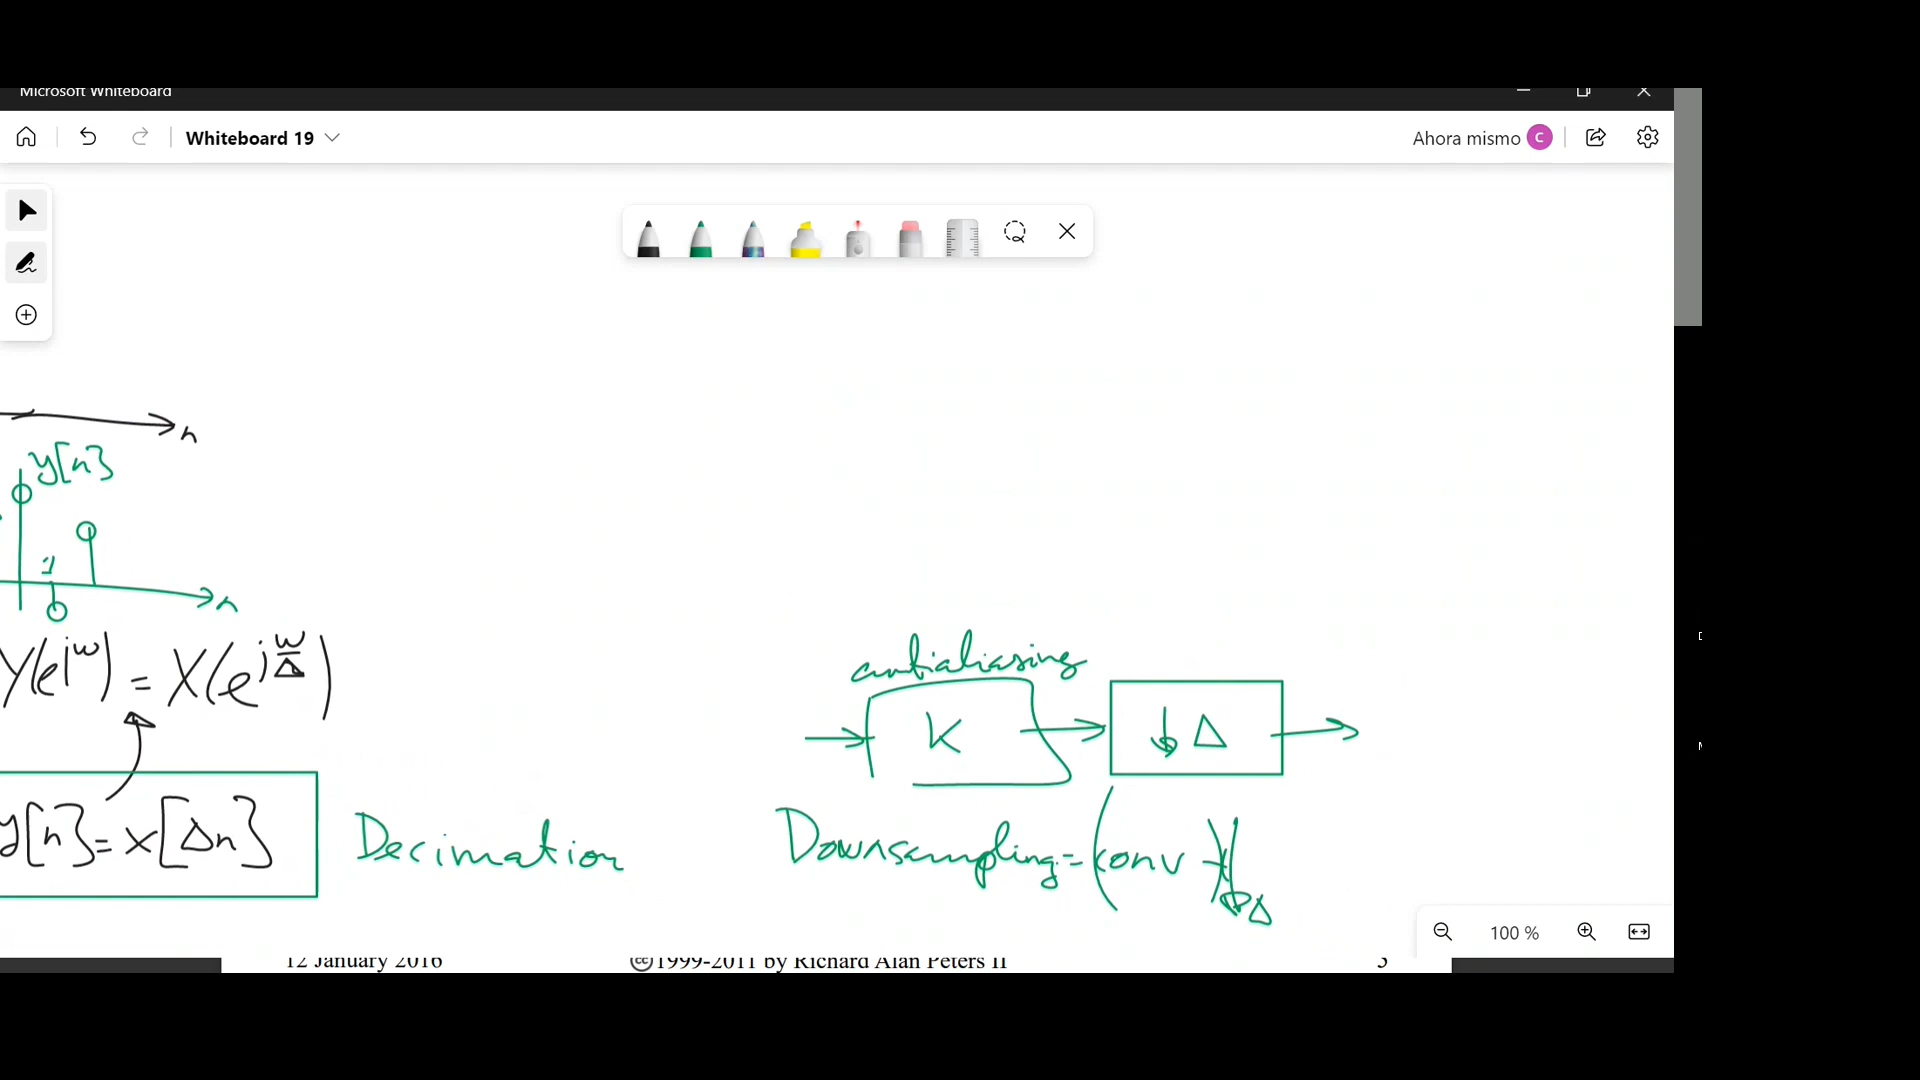 Microsoft Whiteboard
Whiteboard 19
Ahora mismo C
n
y[n]
1
n
Y(e^jω) = X(e^j ω/Δ)
antialiasing
K
↓ Δ
y[n] = x[Δn]
Decimation
Downsampling = (conv )↓Δ
100 %
12 January 2016
©1999-2011 by Richard Alan Peters II